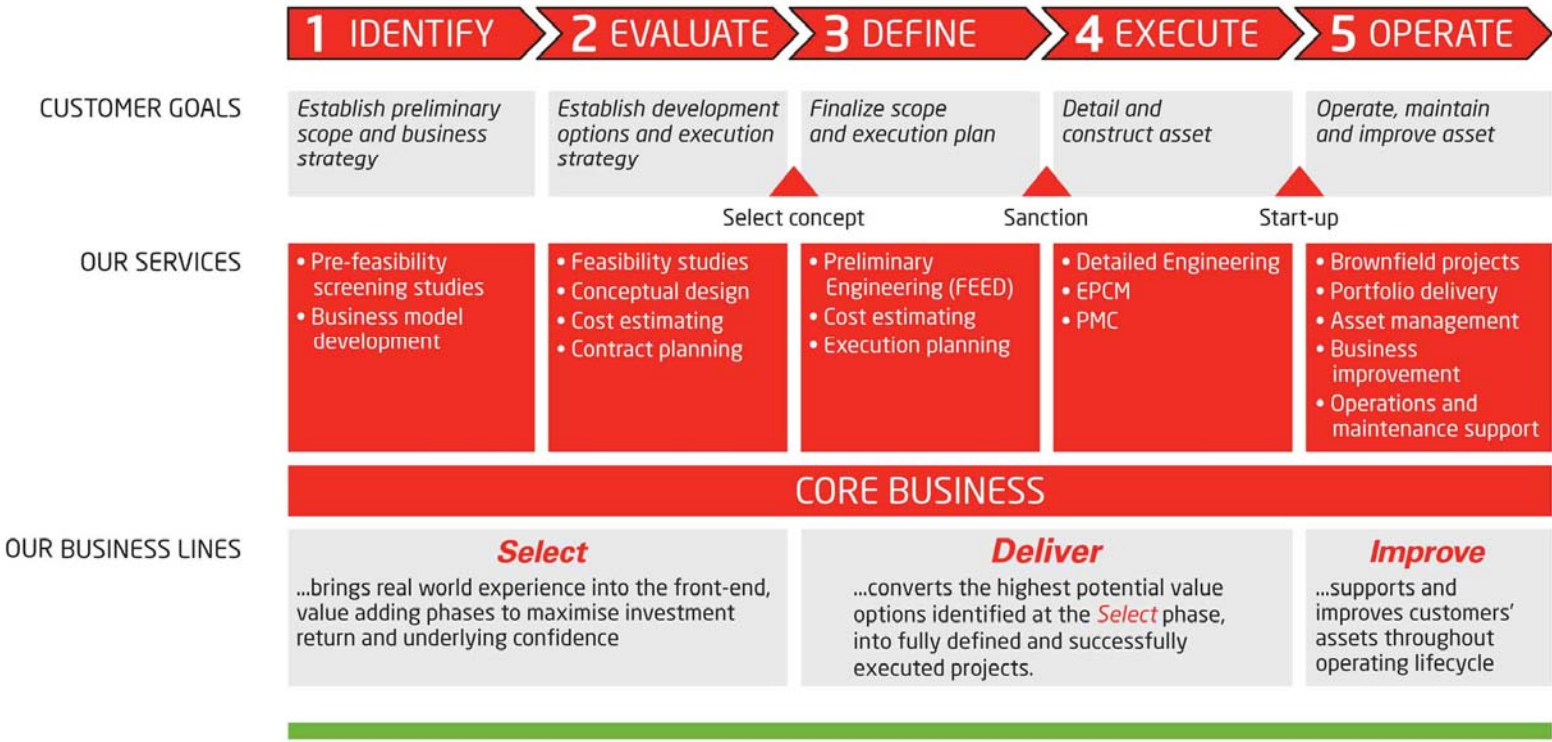 1 IDENTIFY
2 EVALUATE
3 DEFINE
4 EXECUTE
5 OPERATE
CUSTOMER GOALS
Establish preliminary
scope and business
strategy
Establish development
options and execution
strategy
Finalize scope
and execution plan
Detail and
construct asset
Operate, maintain
and improve asset
Select concept
Sanction
Start-up
OUR SERVICES
• Pre-feasibility
screening studies
• Business model
development
• Feasibility studies
• Conceptual design
• Cost estimating
• Contract planning
• Preliminary
Engineering (FEED)
• Cost estimating
• Execution planning
• Detailed Engineering
• EPCM
• PMC
• Brownfield projects
• Portfolio delivery
• Asset management
• Business
improvement
• Operations and
maintenance support
CORE BUSINESS
OUR BUSINESS LINES
Select
...brings real world experience into the front-end,
value adding phases to maximise investment
return and underlying confidence
Deliver
...converts the highest potential value
options identified at the Select phase,
into fully defined and successfully
executed projects.
Improve
...supports and
improves customers'
assets throughout
operating lifecycle